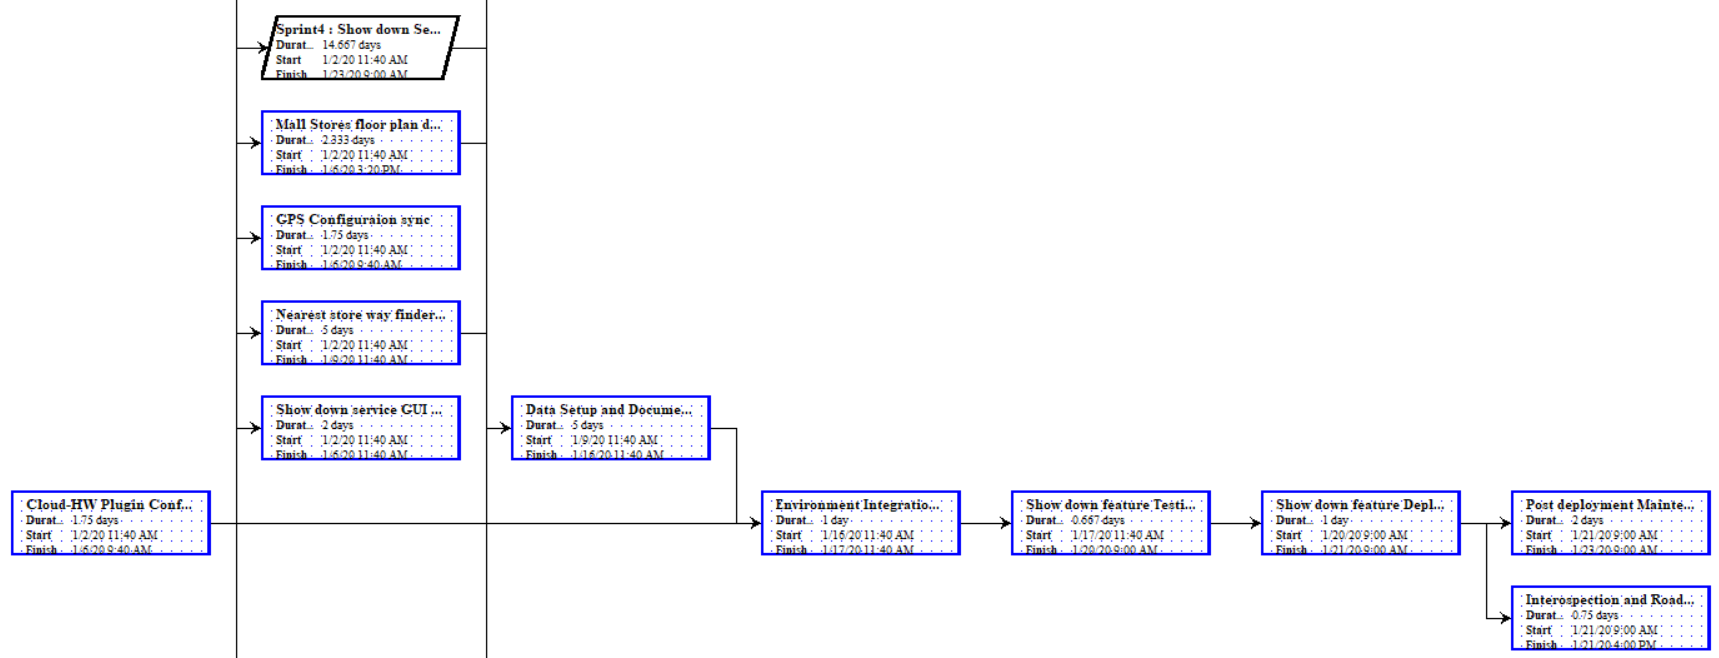 Sprint4 : Show down Se...
Durat... 14.667 days
Start 1/2/20 11:40 AM
Finish 1/23/20 9:00 AM
Mall Stores floor plan d...
Durat... 2.333 days
Start 1/2/20 11:40 AM
Finish 1/6/20 3:20 PM
GPS Configuraion sync
Durat... 1.75 days
Start 1/2/20 11:40 AM
Finish 1/6/20 9:40 AM
Nearest store way finder...
Durat... 5 days
Start 1/2/20 11:40 AM
Finish 1/9/20 11:40 AM
Show down service GUI ...
Durat... 2 days
Start 1/2/20 11:40 AM
Finish 1/6/20 11:40 AM
Data Setup and Docume...
Durat... 5 days
Start 1/9/20 11:40 AM
Finish 1/16/20 11:40 AM
Cloud-HW Plugin Conf...
Durat... 1.75 days
Start 1/2/20 11:40 AM
Finish 1/6/20 9:40 AM
Environment Integratio...
Durat... 1 day
Start 1/16/20 11:40 AM
Finish 1/17/20 11:40 AM
Show down feature Testi...
Durat... 0.667 days
Start 1/17/20 11:40 AM
Finish 1/20/20 9:00 AM
Show down feature Depl...
Durat... 1 day
Start 1/20/20 9:00 AM
Finish 1/21/20 9:00 AM
Post deployment Mainte...
Durat... 2 days
Start 1/21/20 9:00 AM
Finish 1/23/20 9:00 AM
Interospection and Road...
Durat... 0.75 days
Start 1/21/20 9:00 AM
Finish 1/21/20 4:00 PM